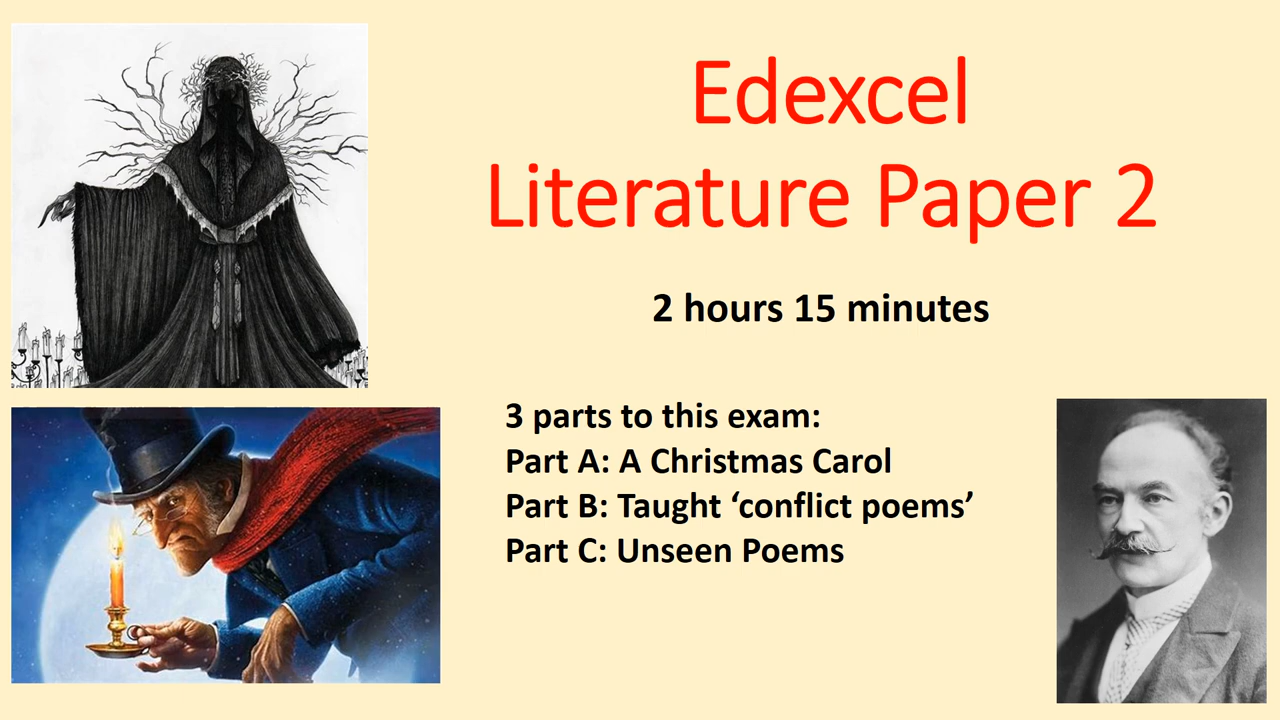 Edexcel
Literature Paper 2
2 hours 15 minutes
3 parts to this exam:
Part A: A Christmas Carol
Part B: Taught ‘conflict poems’
Part C: Unseen Poems